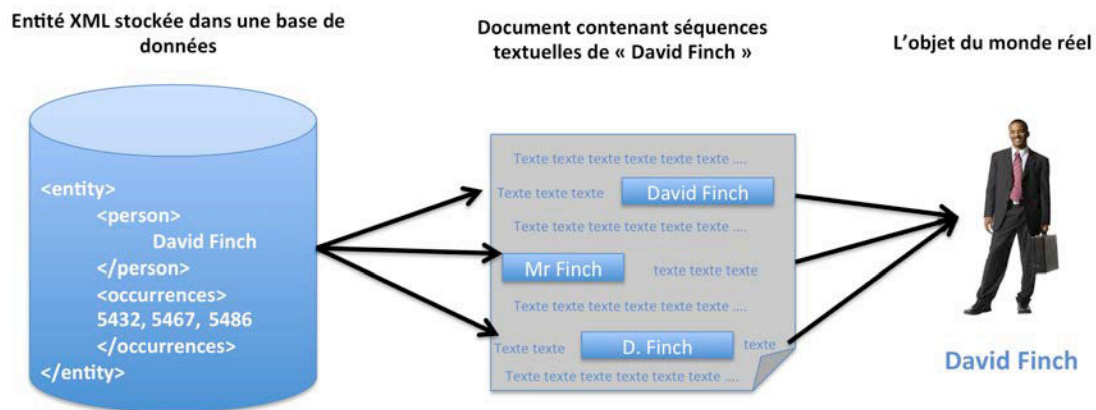 Entité XML stockée dans une base de
données
<entity>
<person>
David Finch
</person>
<occurrences>
5432, 5467, 5486
</occurrences>
</entity>
Document contenant séquences
textuelles de « David Finch »
Texte texte texte texte texte texte ....
Texte texte texte
David Finch
Texte texte texte texte texte texte ....
Mr Finch
texte texte texte
Texte texte texte texte texte texte ....
Texte texte
D. Finch
texte
Texte texte texte texte texte texte ....
L'objet du monde réel
David Finch